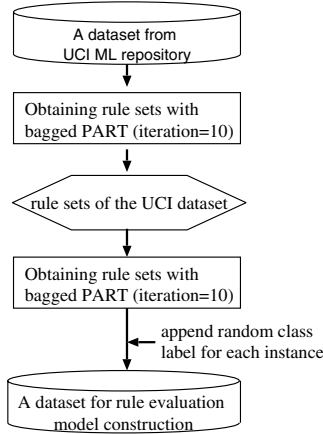 A dataset from
UCI ML repository
Obtaining rule sets with
bagged PART (iteration=10)
rule sets of the UCI dataset
Obtaining rule sets with
bagged PART (iteration=10)
append random class
label for each instance
A dataset for rule evaluation
model construction